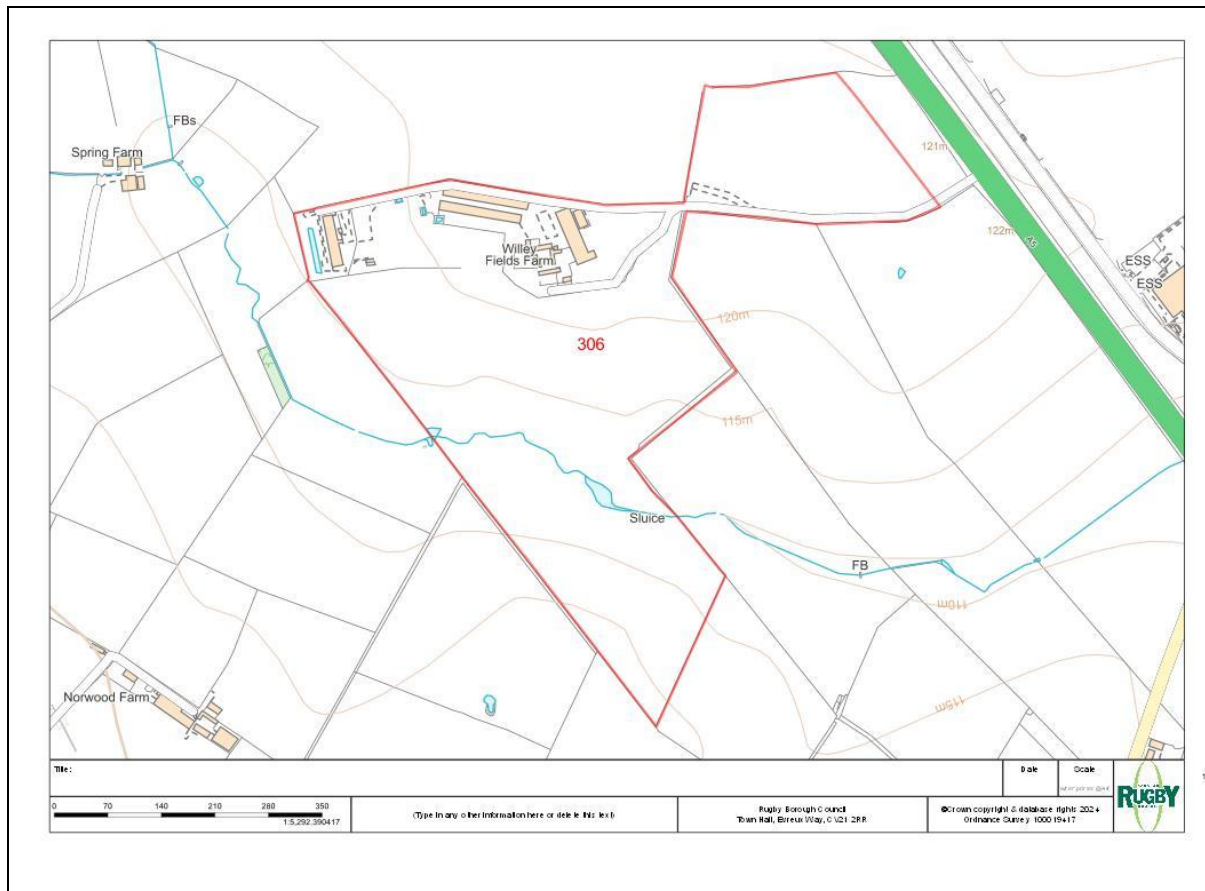 FBs
Spring Farm
121m
A5
122m
ESS
ESS
Willey
Fields Farm
120m
306
115m
Sluice
FB
110m
Norwood Farm
115m
Title:
Date
Scale
0 70 140 210 280 350
1:5,292.390417
(Type in any other information here or delete this text)
Rugby Borough Council
Town Hall, Evreux Way, CV21 2RR
©Crown copyright & database rights 2024
Ordnance Survey 100019417
RUGBY